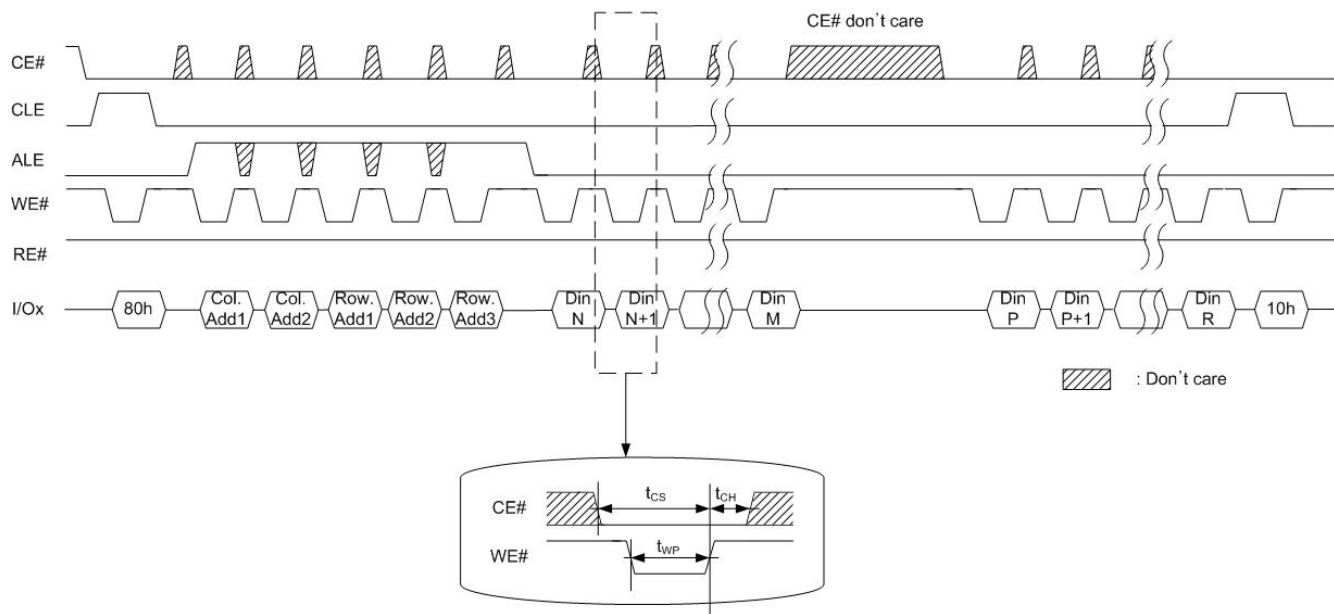 CE# don't care
CE#
CLE
ALE
WE#
RE#
I/Ox
80h
Col. Add1
Col. Add2
Row. Add1
Row. Add2
Row. Add3
Din N
Din N+1
Din M
Din P
Din P+1
Din R
10h
: Don't care
CE#
tCS
tCH
WE#
tWP